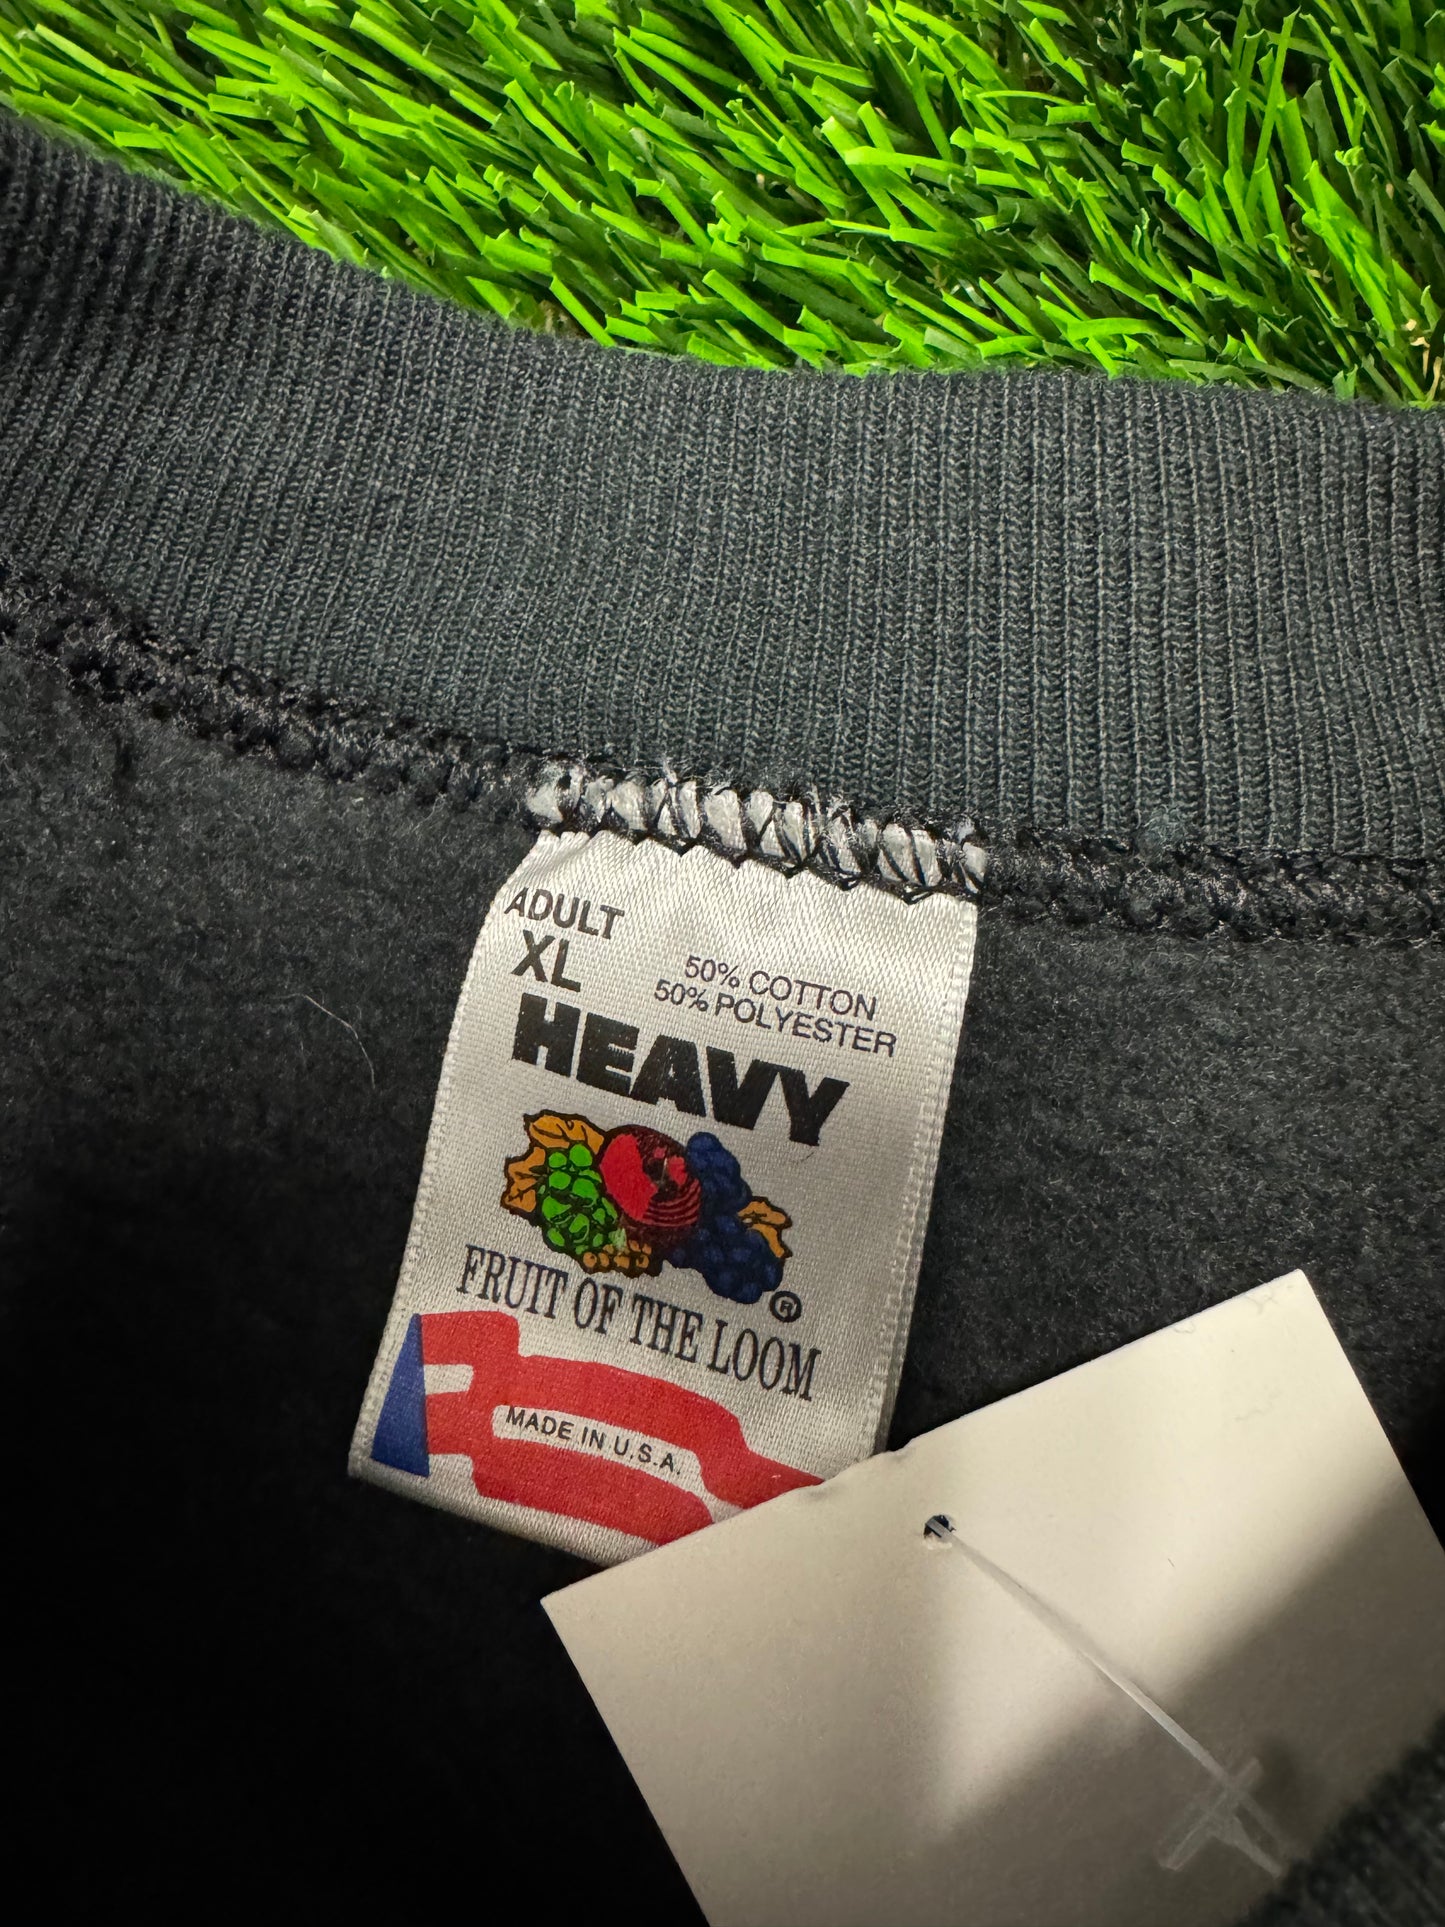 ADULT
XL
50% COTTON
50% POLYESTER
HEAVY
®
FRUIT OF THE LOOM
MADE IN U.S.A.